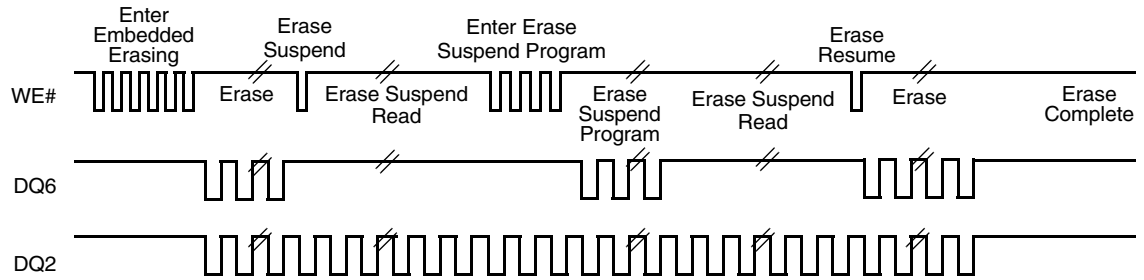 Enter
Embedded
Erasing
Erase
Suspend
Enter Erase
Suspend Program
Erase
Resume
WE#
Erase
Erase Suspend
Read
Erase
Suspend
Program
Erase Suspend
Read
Erase
Erase
Complete
DQ6
DQ2